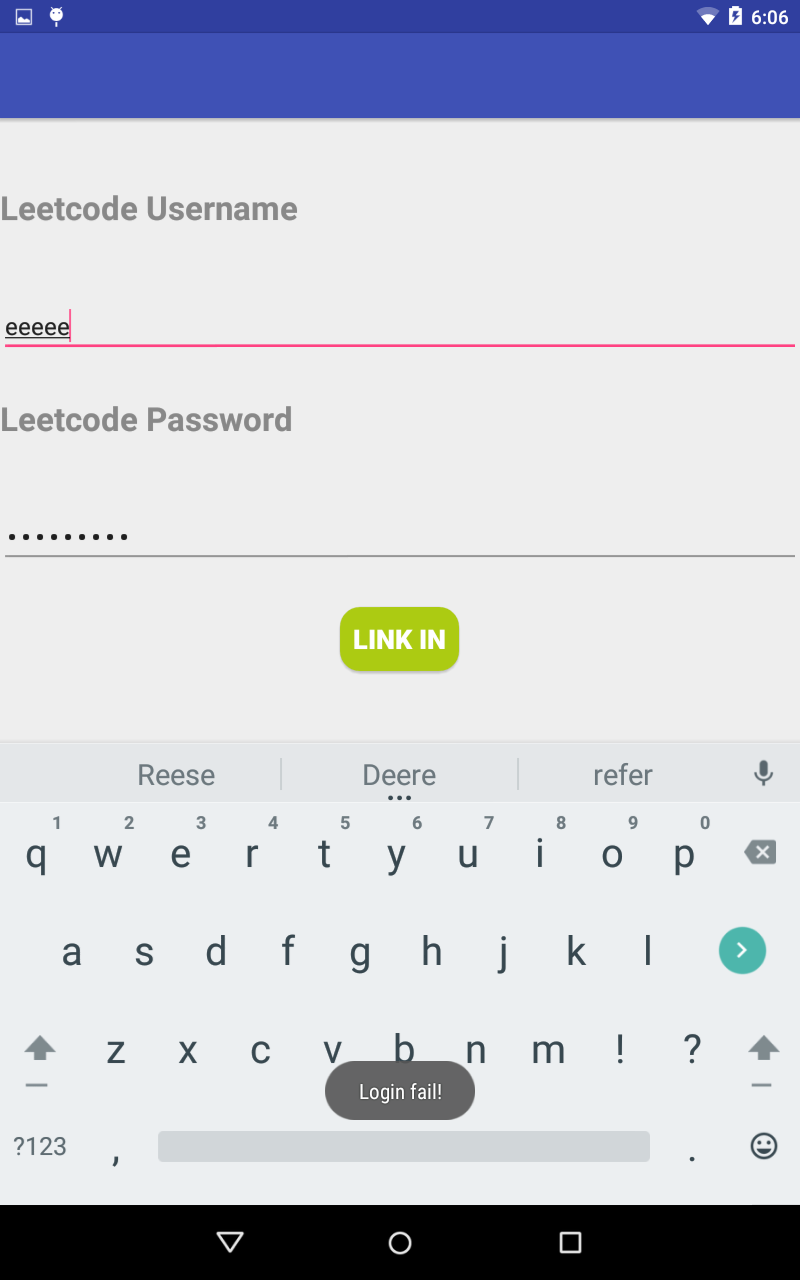 6:06
Leetcode Username
eeeee
Leetcode Password
•••••••••
LINK IN
Reese Deere refer
1 2 3 4 5 6 7 8 9 0
q w e r t y u i o p
a s d f g h j k l
z x c v b n m ! ?
Login fail!
?123 , .